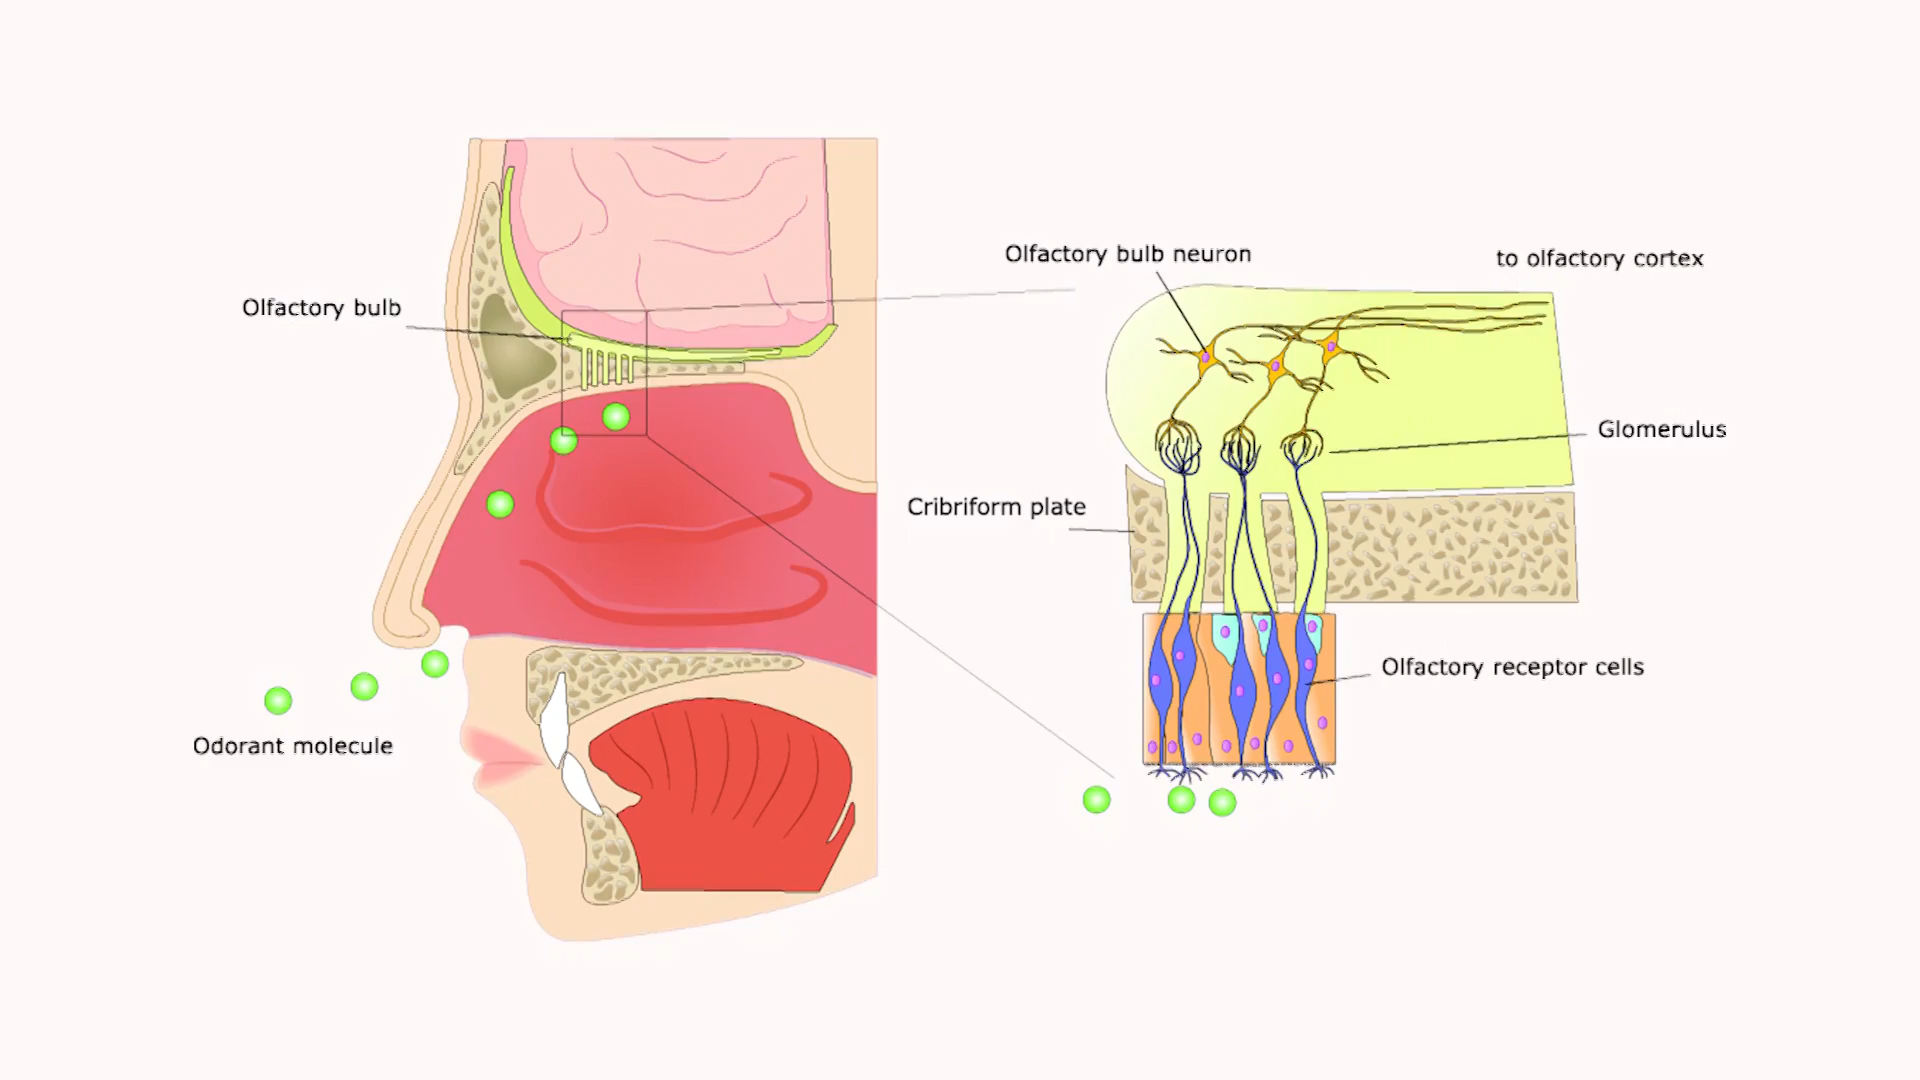 Olfactory bulb
Odorant molecule
Olfactory bulb neuron
to olfactory cortex
Glomerulus
Cribriform plate
Olfactory receptor cells